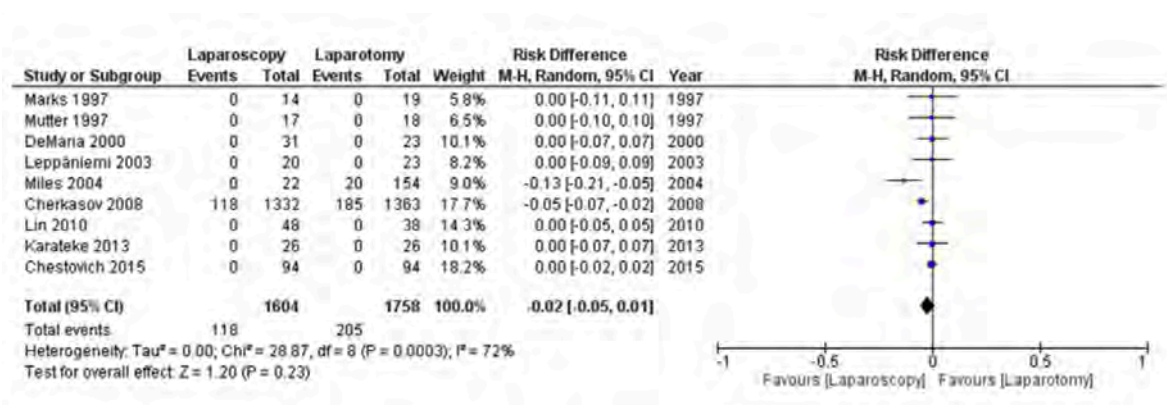 Laparoscopy Laparotomy Risk Difference Risk Difference
Study or Subgroup Events Total Events Total Weight M-H, Random, 95% CI Year M-H, Random, 95% CI
Marks 1997 0 14 0 19 5.8% 0.00 [-0.11, 0.11] 1997
Mutter 1997 0 17 0 18 6.5% 0.00 [-0.10, 0.10] 1997
DeMaria 2000 0 31 0 23 10.1% 0.00 [-0.07, 0.07] 2000
Leppäniemi 2003 0 20 0 23 8.2% 0.00 [-0.09, 0.09] 2003
Miles 2004 0 22 20 154 9.0% -0.13 [-0.21, -0.05] 2004
Cherkasov 2008 118 1332 185 1363 17.7% -0.05 [-0.07, -0.02] 2008
Lin 2010 0 48 0 38 14.3% 0.00 [-0.05, 0.05] 2010
Karateke 2013 0 26 0 26 10.1% 0.00 [-0.07, 0.07] 2013
Chestovich 2015 0 94 0 94 18.2% 0.00 [-0.02, 0.02] 2015
Total (95% CI) 1604 1758 100.0% -0.02 [-0.05, 0.01]
Total events 118 205
Heterogeneity: Tau² = 0.00; Chi² = 28.87, df = 8 (P = 0.0003); I² = 72%
Test for overall effect: Z = 1.20 (P = 0.23)
-1 -0.5 0 0.5 1
Favours [Laparoscopy] Favours [Laparotomy]